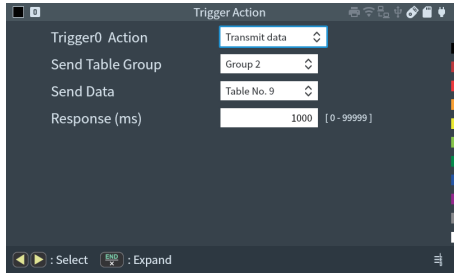 0 Trigger Action
Trigger0 Action Transmit data
Send Table Group Group 2
Send Data Table No. 9
Response (ms) 1000 [ 0 - 99999 ]
: Select END X : Expand